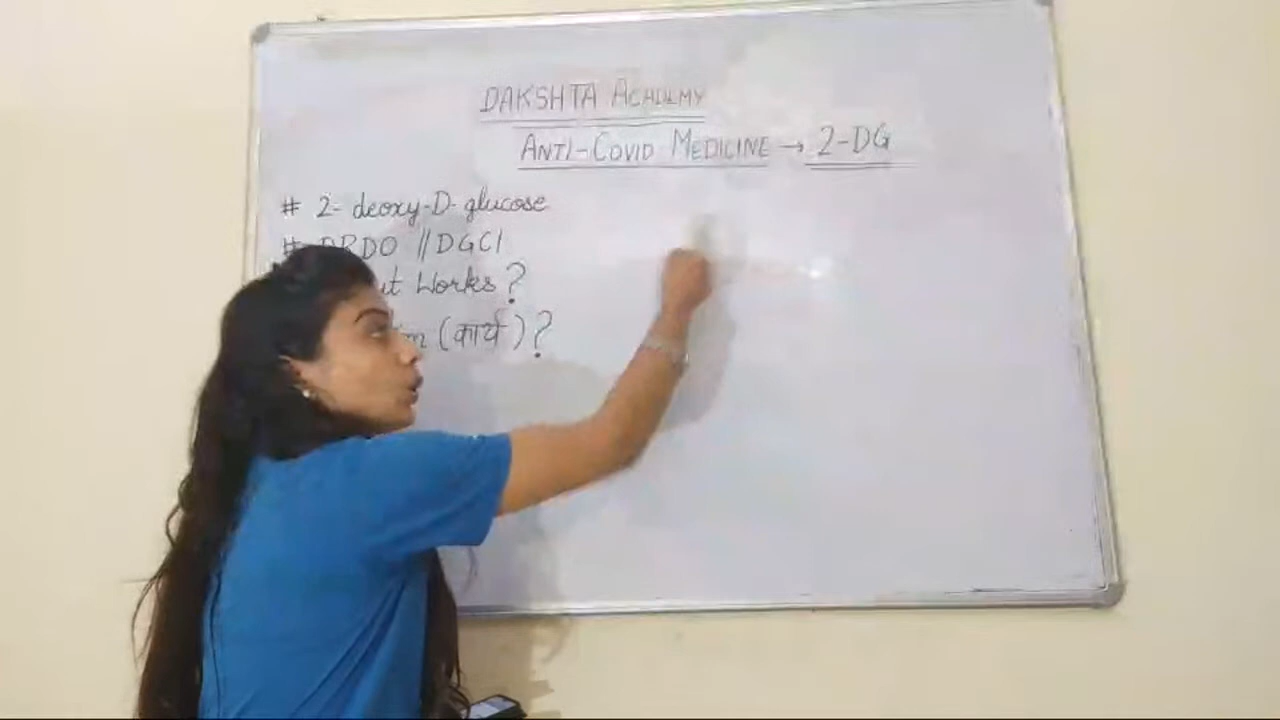 DAKSHTA ACADEMY
ANTI-COVID MEDICINE → 2-DG
# 2- deoxy-D-glucose
# DRDO // DGCI
it Works ?
(कार्य) ?